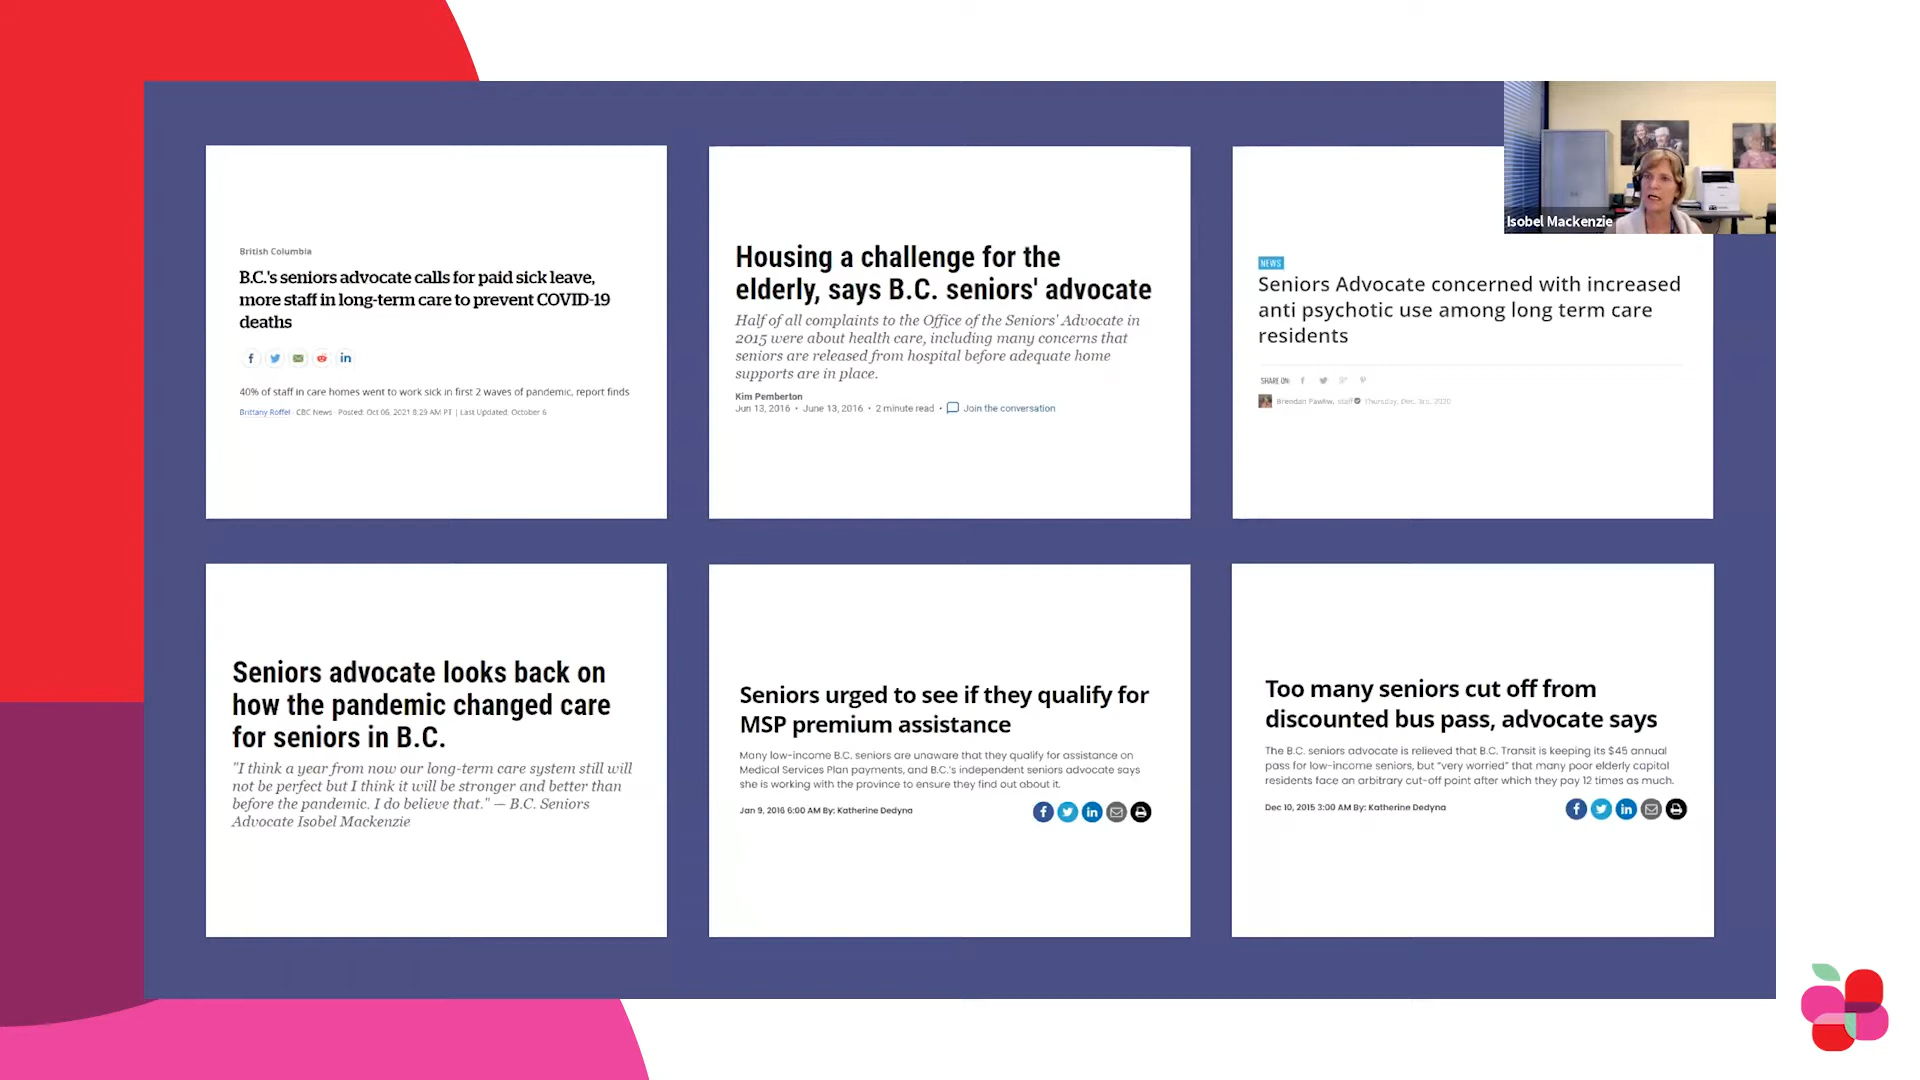 British Columbia
B.C.'s seniors advocate calls for paid sick leave,
more staff in long-term care to prevent COVID-19
deaths
40% of staff in care homes went to work sick in first 2 waves of pandemic, report finds
Brittany Roffel · CBC News · Posted: Oct 06, 2021 8:29 AM PT | Last Updated: October 6
Housing a challenge for the
elderly, says B.C. seniors' advocate
Half of all complaints to the Office of the Seniors' Advocate in
2015 were about health care, including many concerns that
seniors are released from hospital before adequate home
supports are in place.
Kim Pemberton
Jun 13, 2016 • June 13, 2016 • 2 minute read • Join the conversation
Isobel Mackenzie
NEWS
Seniors Advocate concerned with increased
anti psychotic use among long term care
residents
SHARE ON:
Brendan Pawliw, staff Thursday, Dec. 3rd, 2020
Seniors advocate looks back on
how the pandemic changed care
for seniors in B.C.
"I think a year from now our long-term care system still will
not be perfect but I think it will be stronger and better than
before the pandemic. I do believe that." — B.C. Seniors
Advocate Isobel Mackenzie
Seniors urged to see if they qualify for
MSP premium assistance
Many low-income B.C. seniors are unaware that they qualify for assistance on
Medical Services Plan payments, and B.C.'s independent seniors advocate says
she is working with the province to ensure they find out about it.
Jan 9, 2016 6:00 AM By: Katherine Dedyna
Too many seniors cut off from
discounted bus pass, advocate says
The B.C. seniors advocate is relieved that B.C. Transit is keeping its $45 annual
pass for low-income seniors, but "very worried" that many poor elderly capital
residents face an arbitrary cut-off point after which they pay 12 times as much.
Dec 10, 2015 3:00 AM By: Katherine Dedyna